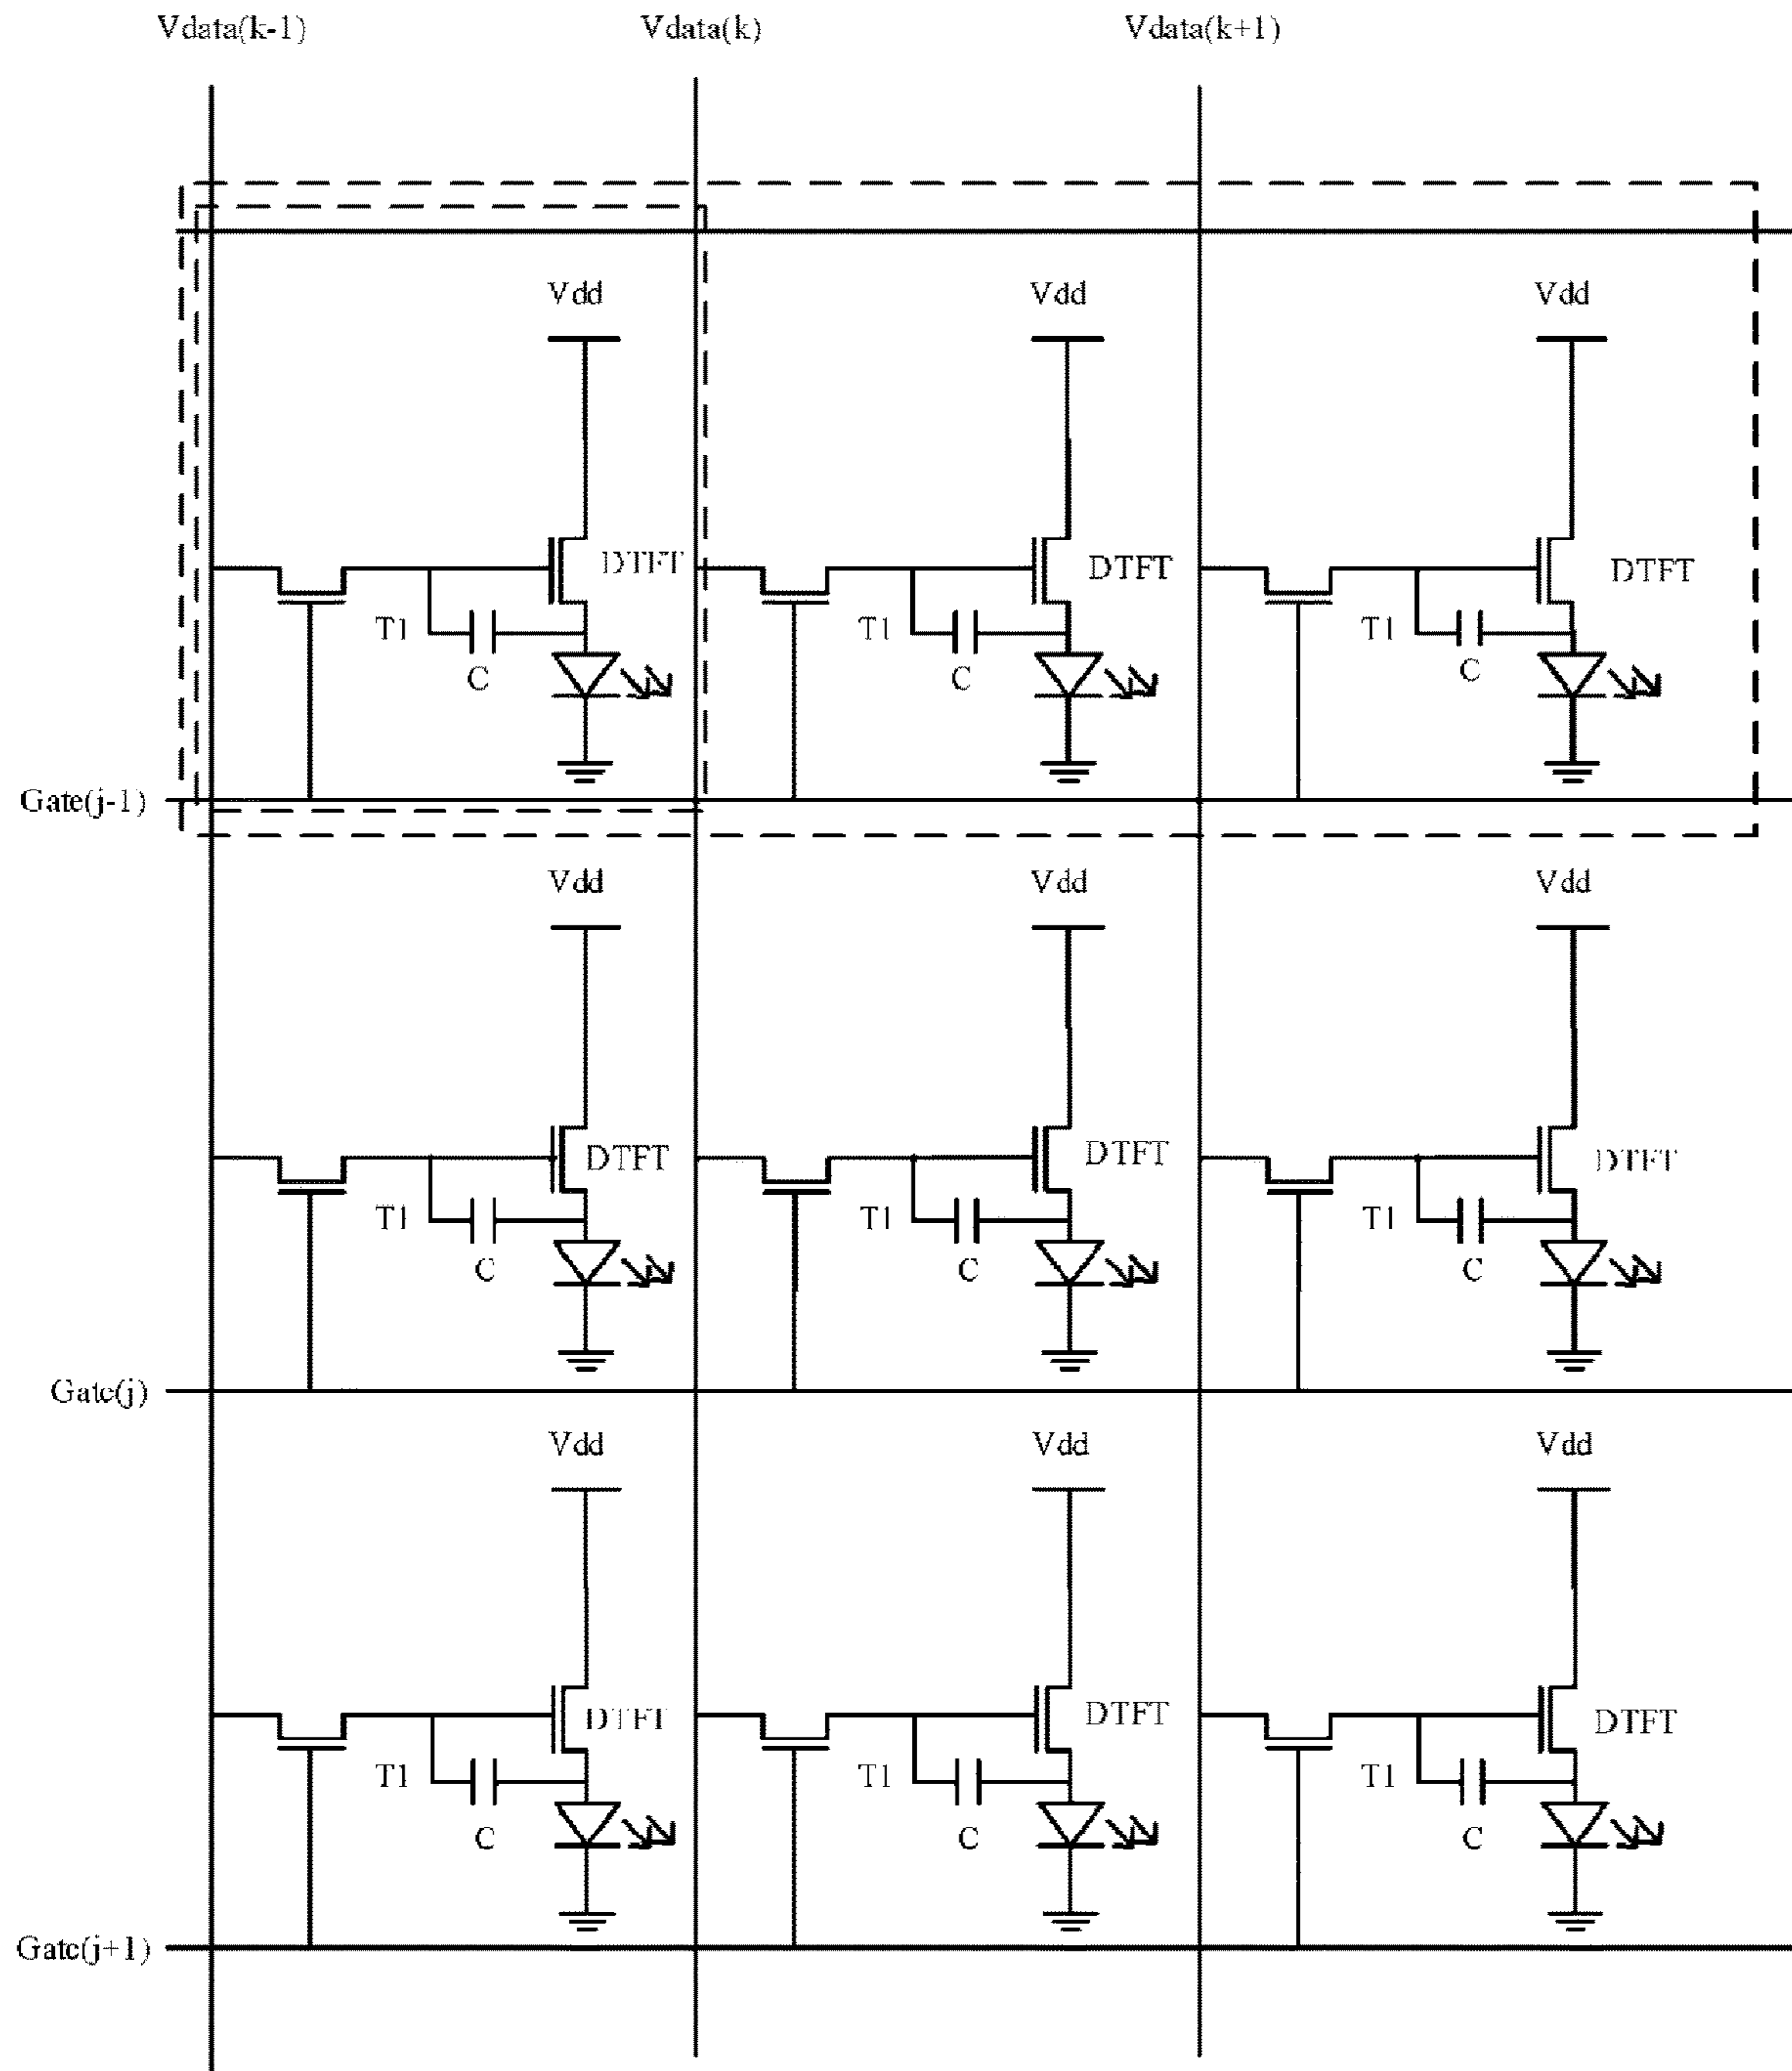 Vdata(k-1) Vdata(k) Vdata(k+1)
Vdd Vdd Vdd
DTFT DTFT DTFT
T1 T1 T1
C C C
Gate(j-1)
Vdd Vdd Vdd
DTFT DTFT DTFT
T1 T1 T1
C C C
Gate(j)
Vdd Vdd Vdd
DTFT DTFT DTFT
T1 T1 T1
C C C
Gate(j+1)